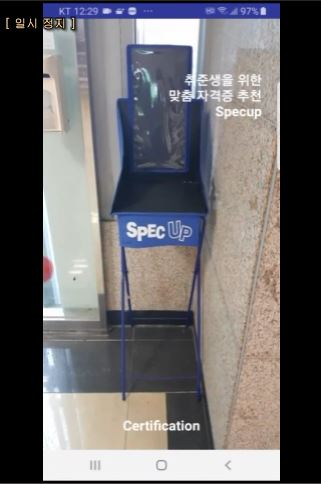 [ 일시 정지 ]
KT 12:29 ... 97%
취준생을 위한
맞춤 자격증 추천
Specup
SPEC UP
Certification